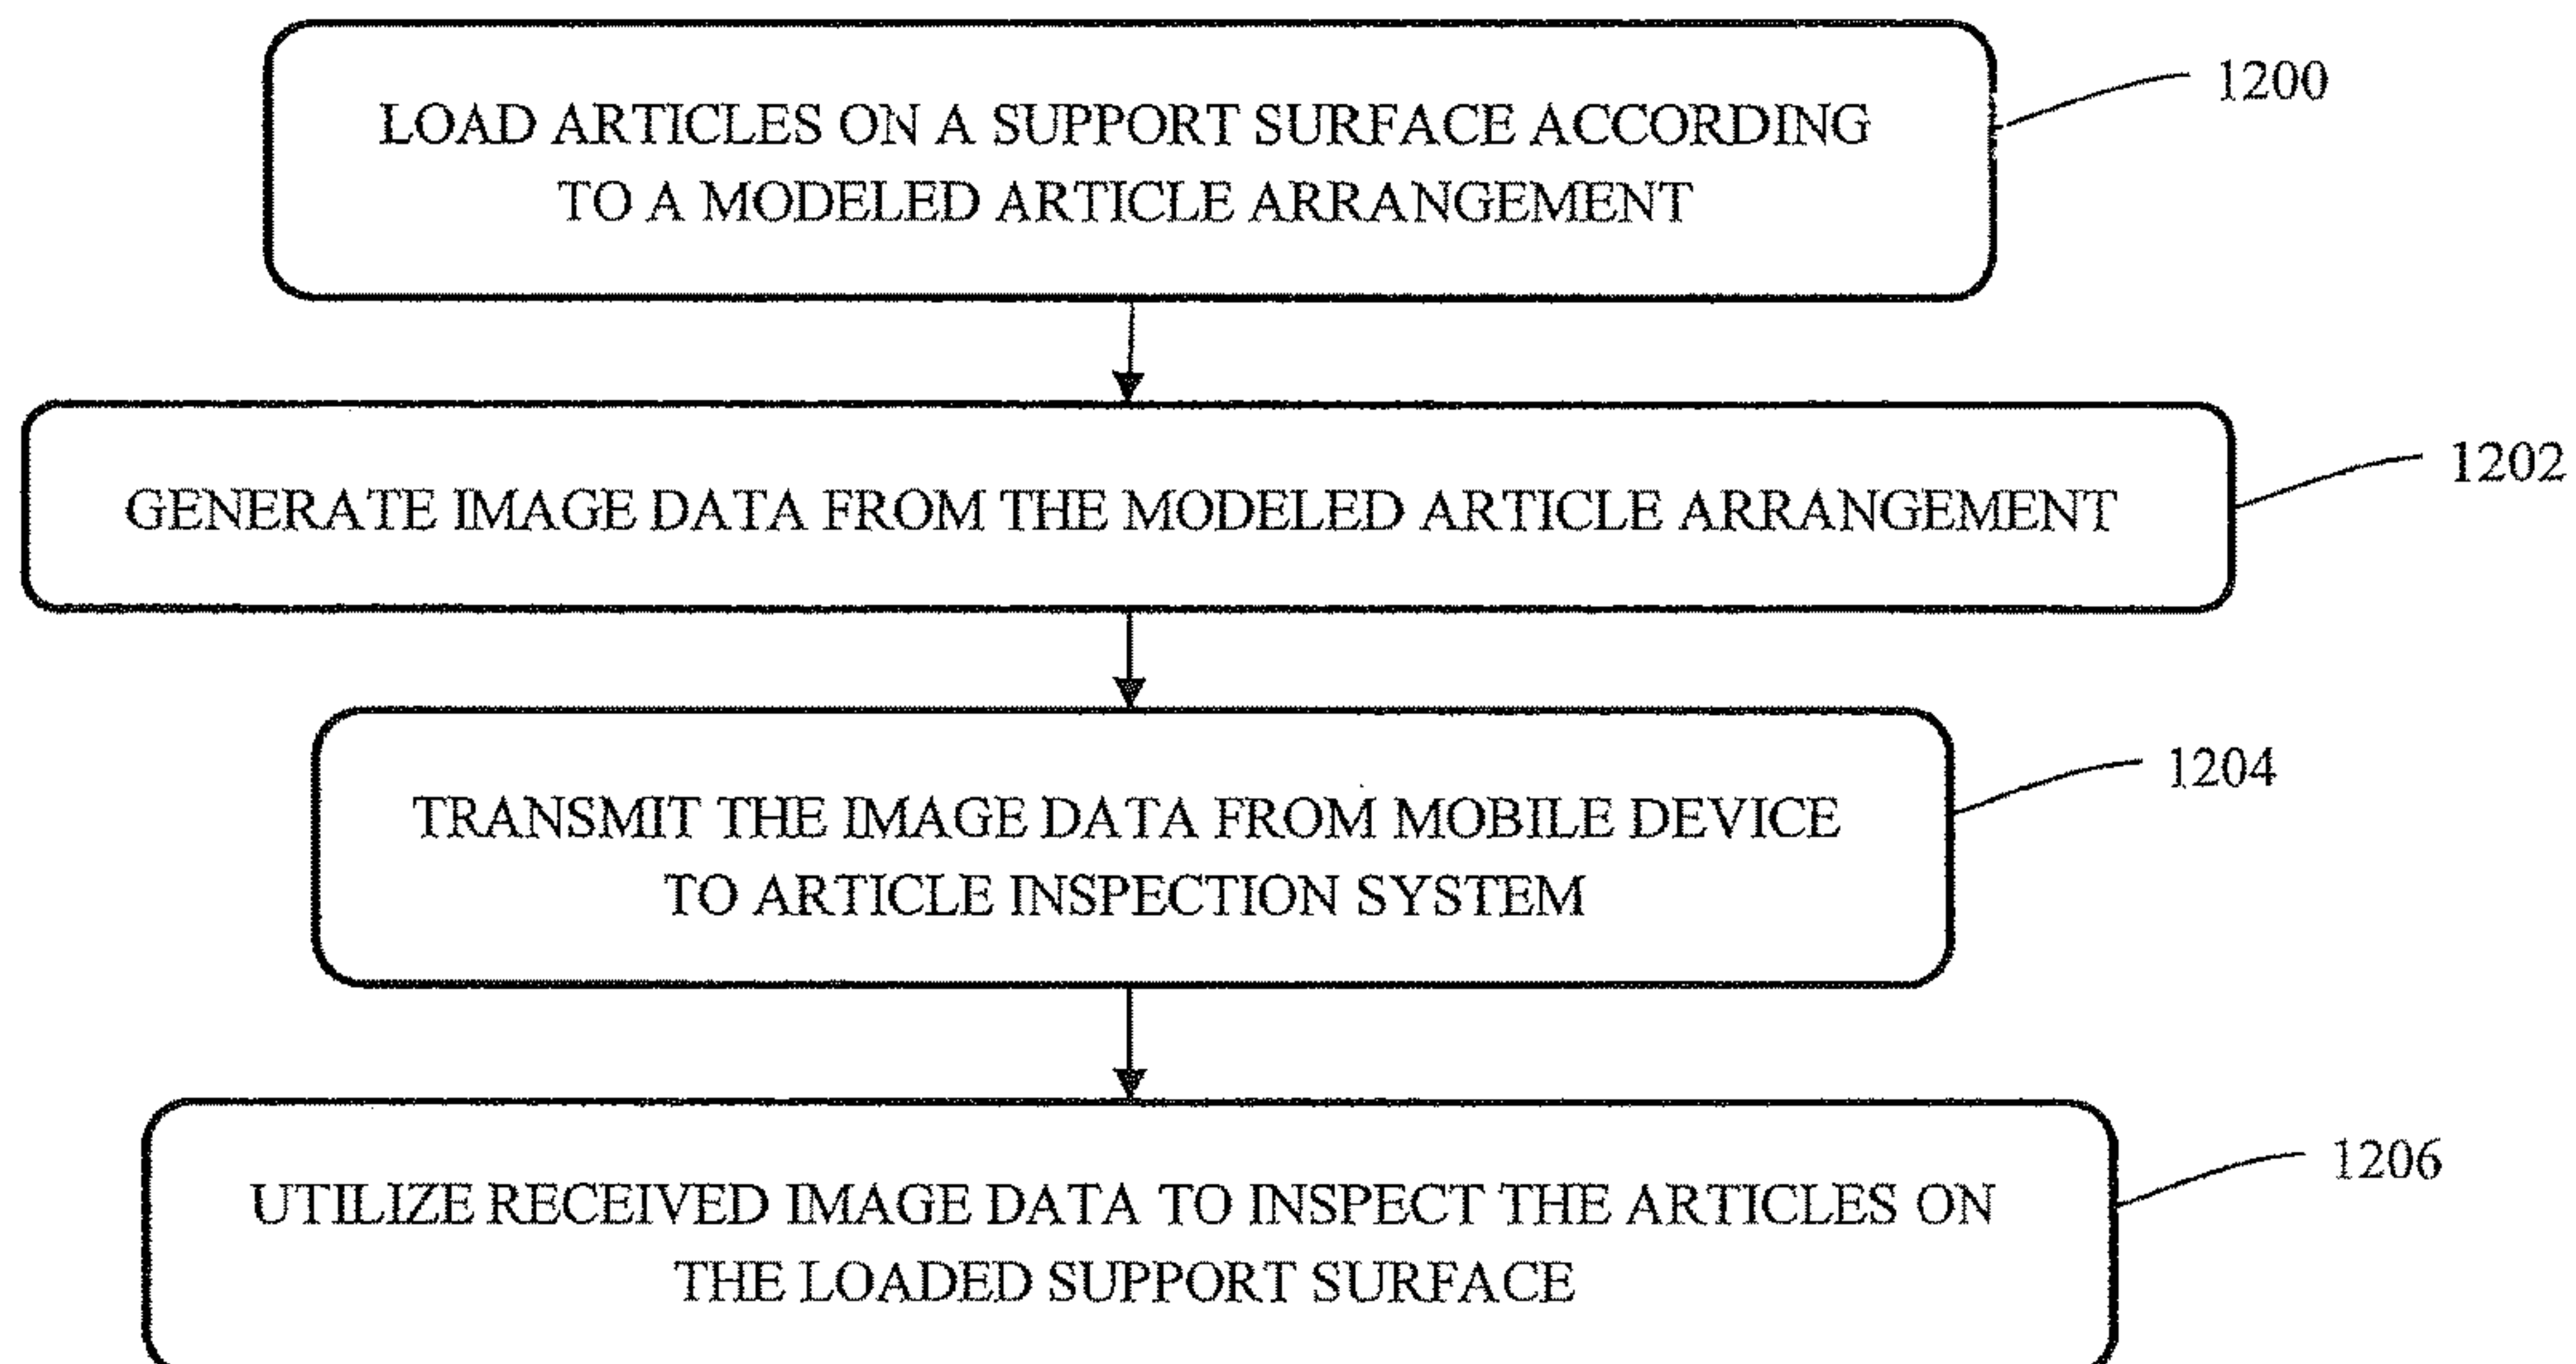 LOAD ARTICLES ON A SUPPORT SURFACE ACCORDING
TO A MODELED ARTICLE ARRANGEMENT
1200
GENERATE IMAGE DATA FROM THE MODELED ARTICLE ARRANGEMENT
1202
TRANSMIT THE IMAGE DATA FROM MOBILE DEVICE
TO ARTICLE INSPECTION SYSTEM
1204
UTILIZE RECEIVED IMAGE DATA TO INSPECT THE ARTICLES ON
THE LOADED SUPPORT SURFACE
1206